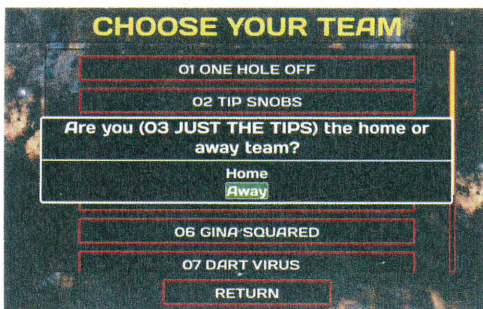 CHOOSE YOUR TEAM
01 ONE HOLE OFF
02 TIP SNOBS
Are you (03 JUST THE TIPS) the home or
away team?
Home
Away
06 GINA SQUARED
07 DART VIRUS
RETURN